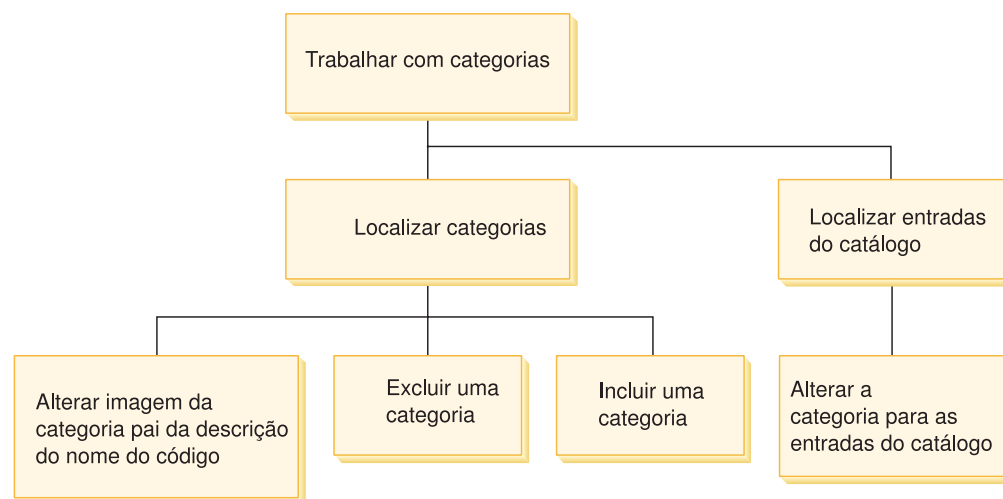 Trabalhar com categorias
Localizar categorias
Localizar entradas
do catálogo
Alterar imagem da
categoria pai da descrição
do nome do código
Excluir uma
categoria
Incluir uma
categoria
Alterar a
categoria para as
entradas do catálogo